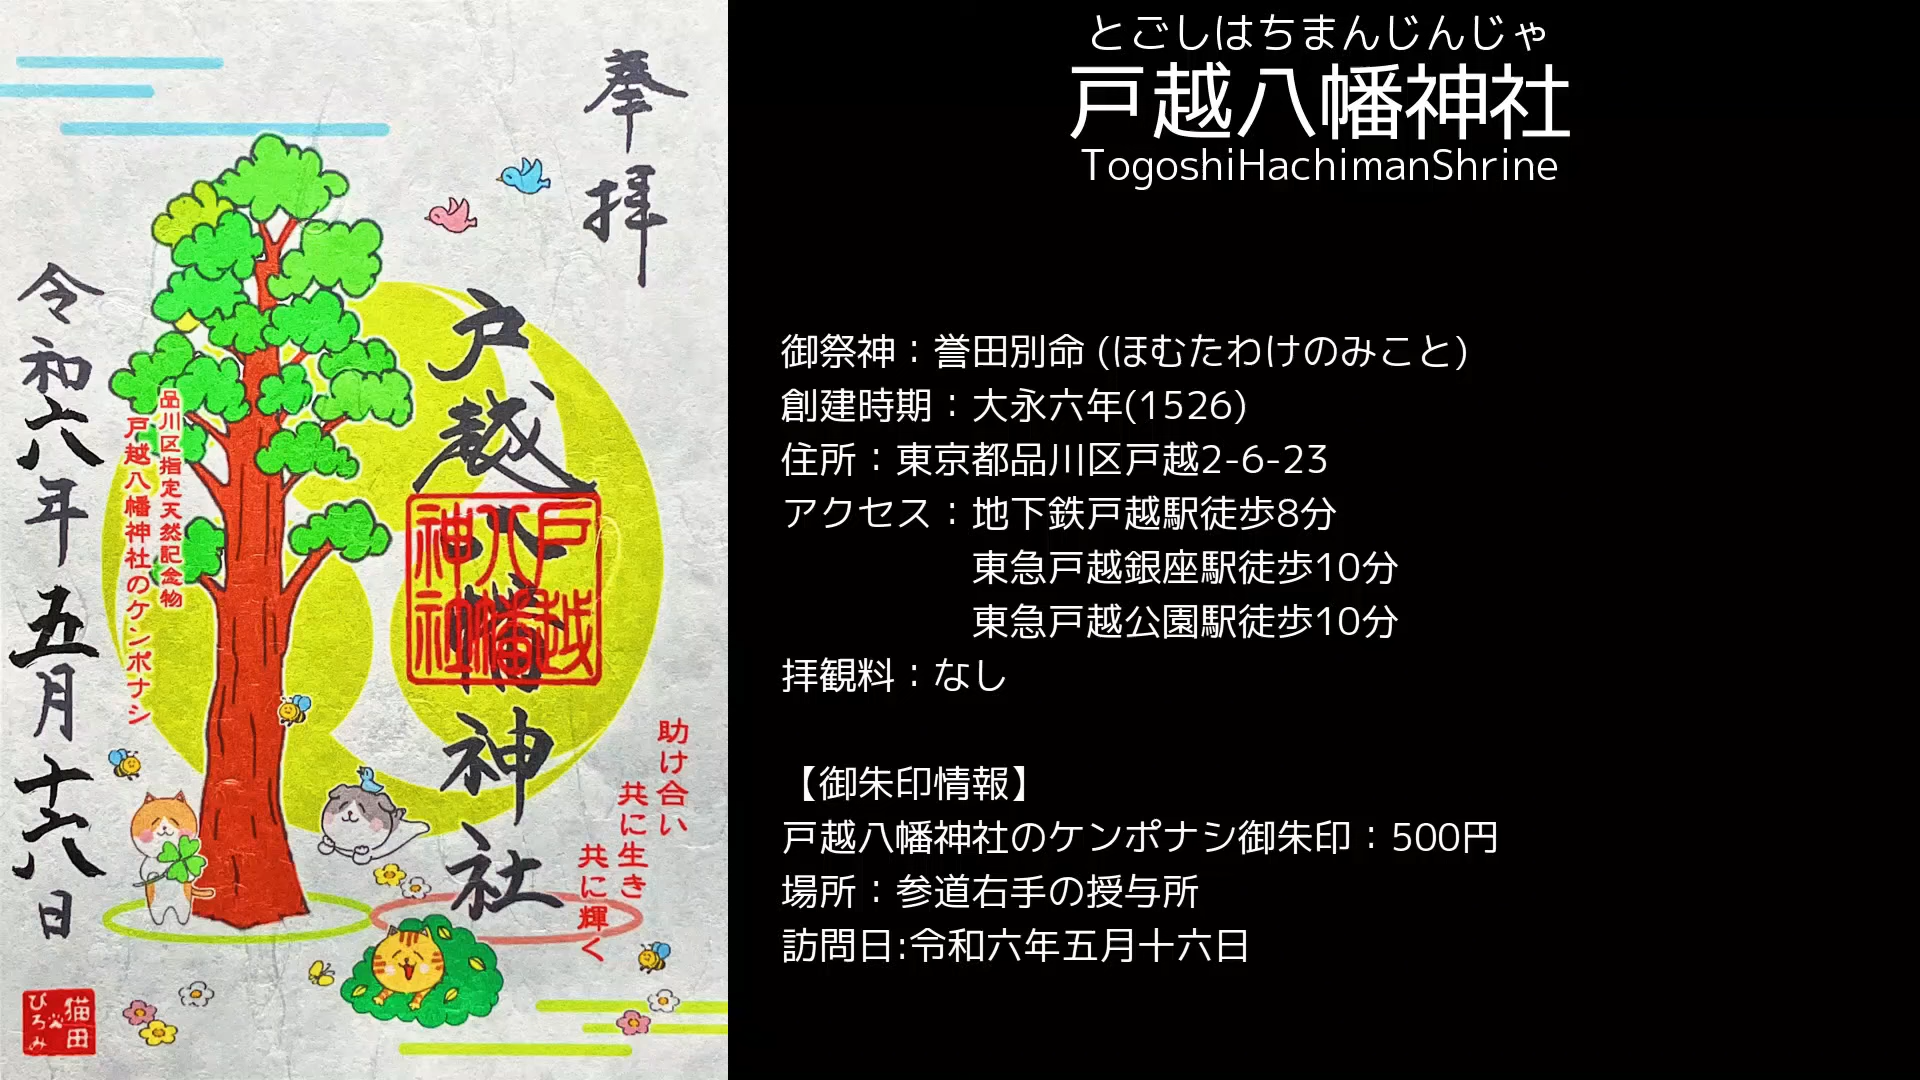 奉拝
戸越八幡神社
戸越八幡神社
令和六年五月十六日
品川区指定天然記念物
戸越八幡神社のケンポナシ
助け合い
共に生き
共に輝く
猫田
ひろみ
とごしはちまんじんじゃ
戸越八幡神社
TogoshiHachimanShrine
御祭神：誉田別命 (ほむたわけのみこと)
創建時期：大永六年(1526)
住所：東京都品川区戸越2-6-23
アクセス：地下鉄戸越駅徒歩8分
東急戸越銀座駅徒歩10分
東急戸越公園駅徒歩10分
拝観料：なし
【御朱印情報】
戸越八幡神社のケンポナシ御朱印：500円
場所：参道右手の授与所
訪問日:令和六年五月十六日